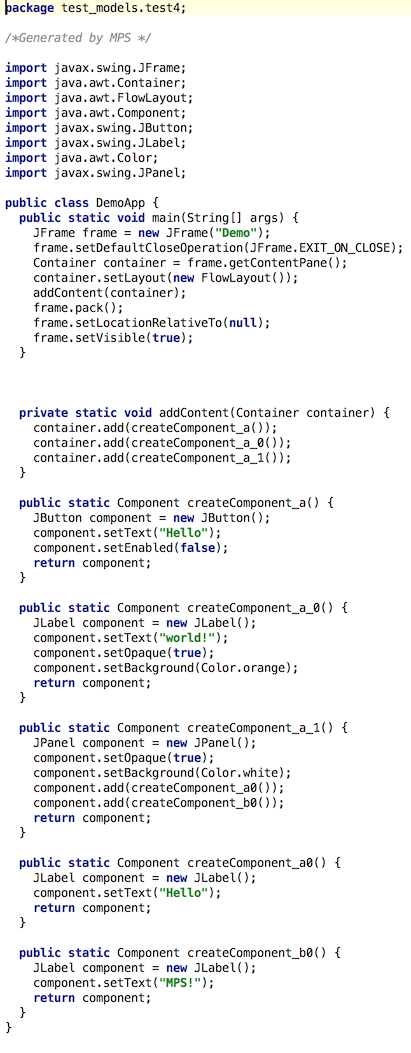 package test_models.test4;
/*Generated by MPS */
import javax.swing.JFrame;
import java.awt.Container;
import java.awt.FlowLayout;
import java.awt.Component;
import javax.swing.JButton;
import javax.swing.JLabel;
import java.awt.Color;
import javax.swing.JPanel;
public class DemoApp {
  public static void main(String[] args) {
    JFrame frame = new JFrame("Demo");
    frame.setDefaultCloseOperation(JFrame.EXIT_ON_CLOSE);
    Container container = frame.getContentPane();
    container.setLayout(new FlowLayout());
    addContent(container);
    frame.pack();
    frame.setLocationRelativeTo(null);
    frame.setVisible(true);
  }
  private static void addContent(Container container) {
    container.add(createComponent_a());
    container.add(createComponent_a_0());
    container.add(createComponent_a_1());
  }
  public static Component createComponent_a() {
    JButton component = new JButton();
    component.setText("Hello");
    component.setEnabled(false);
    return component;
  }
  public static Component createComponent_a_0() {
    JLabel component = new JLabel();
    component.setText("world!");
    component.setOpaque(true);
    component.setBackground(Color.orange);
    return component;
  }
  public static Component createComponent_a_1() {
    JPanel component = new JPanel();
    component.setOpaque(true);
    component.setBackground(Color.white);
    component.add(createComponent_a0());
    component.add(createComponent_b0());
    return component;
  }
  public static Component createComponent_a0() {
    JLabel component = new JLabel();
    component.setText("Hello");
    return component;
  }
  public static Component createComponent_b0() {
    JLabel component = new JLabel();
    component.setText("MPS!");
    return component;
  }
}